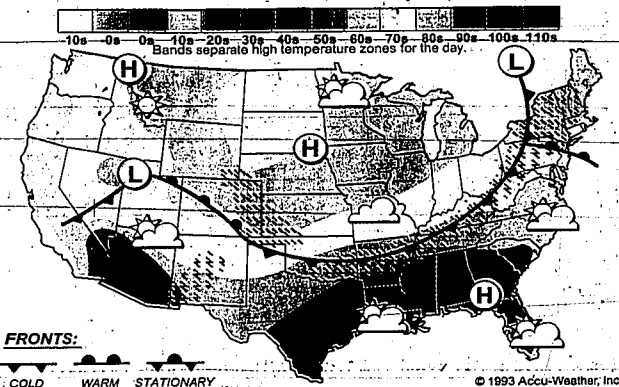 -10s -0s 0s 10s 20s 30s 40s 50s 60s 70s 80s 90s 100s 110s
Bands separate high temperature zones for the day.
L
H
H
L
H
FRONTS:
COLD WARM STATIONARY
© 1993 Accu-Weather, Inc